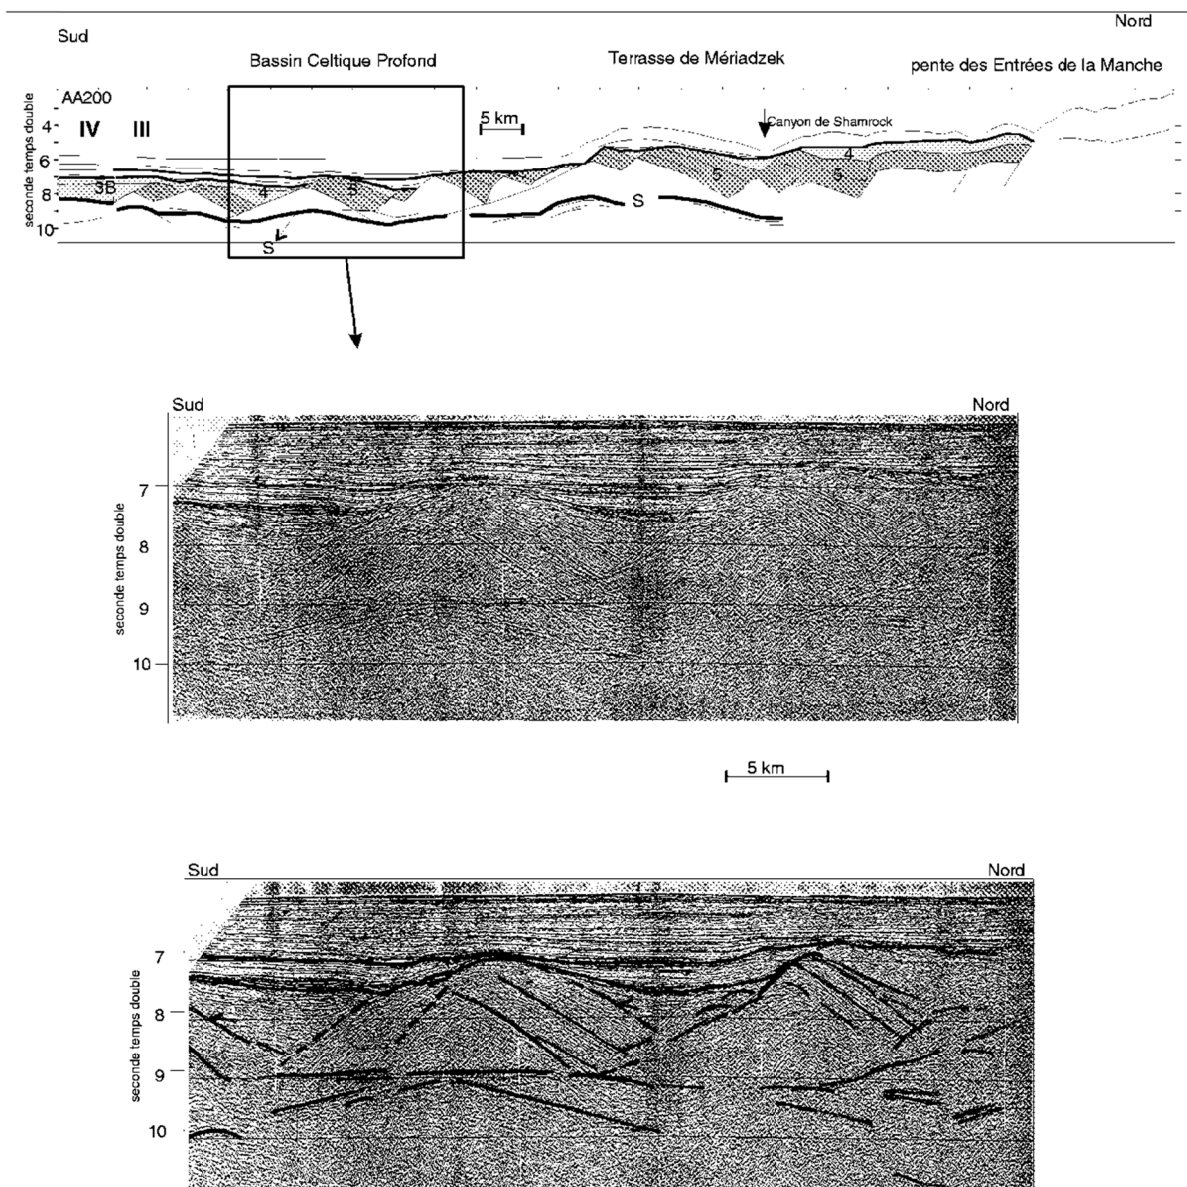 Sud
Nord
Bassin Celtique Profond
Terrasse de Mériadzek
pente des Entrées de la Manche
AA200
IV III
5 km
Canyon de Shamrock
seconde temps double
4
6
8
10
3B
4
5
5
4
S
S
Sud
Nord
seconde temps double
7
8
9
10
5 km
Sud
Nord
seconde temps double
7
8
9
10